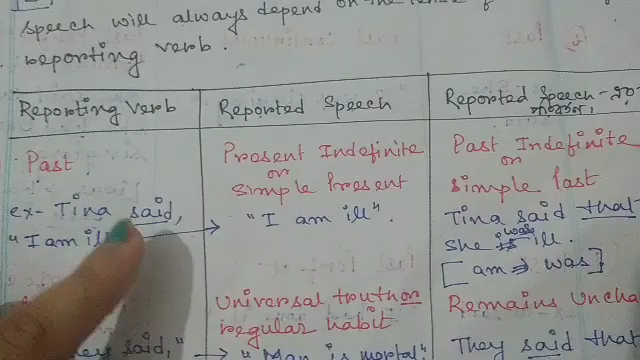 speech will always depend on the tense of
reporting verb.
Reporting Verb
Reported Speech
Reported Speech
Past.
ex- Tina said,
"I am ill
Present Indefinite
or
Simple Present
"I am ill".
Past Indefinite
or
Simple Past
Tina said that
she was ill.
[am ⇒ was]
Universal truth or
regular habit
Remains Uncha
They said that
hey said,"
"Man is mortal"